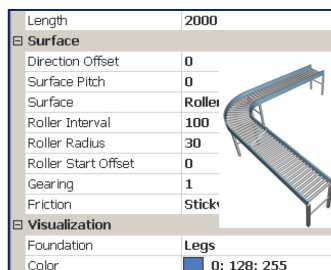 Length 2000
Surface
Direction Offset 0
Surface Pitch 0
Surface Roller
Roller Interval 100
Roller Radius 30
Roller Start Offset 0
Gearing 1
Friction Sticky
Visualization
Foundation Legs
Color 0; 128; 255